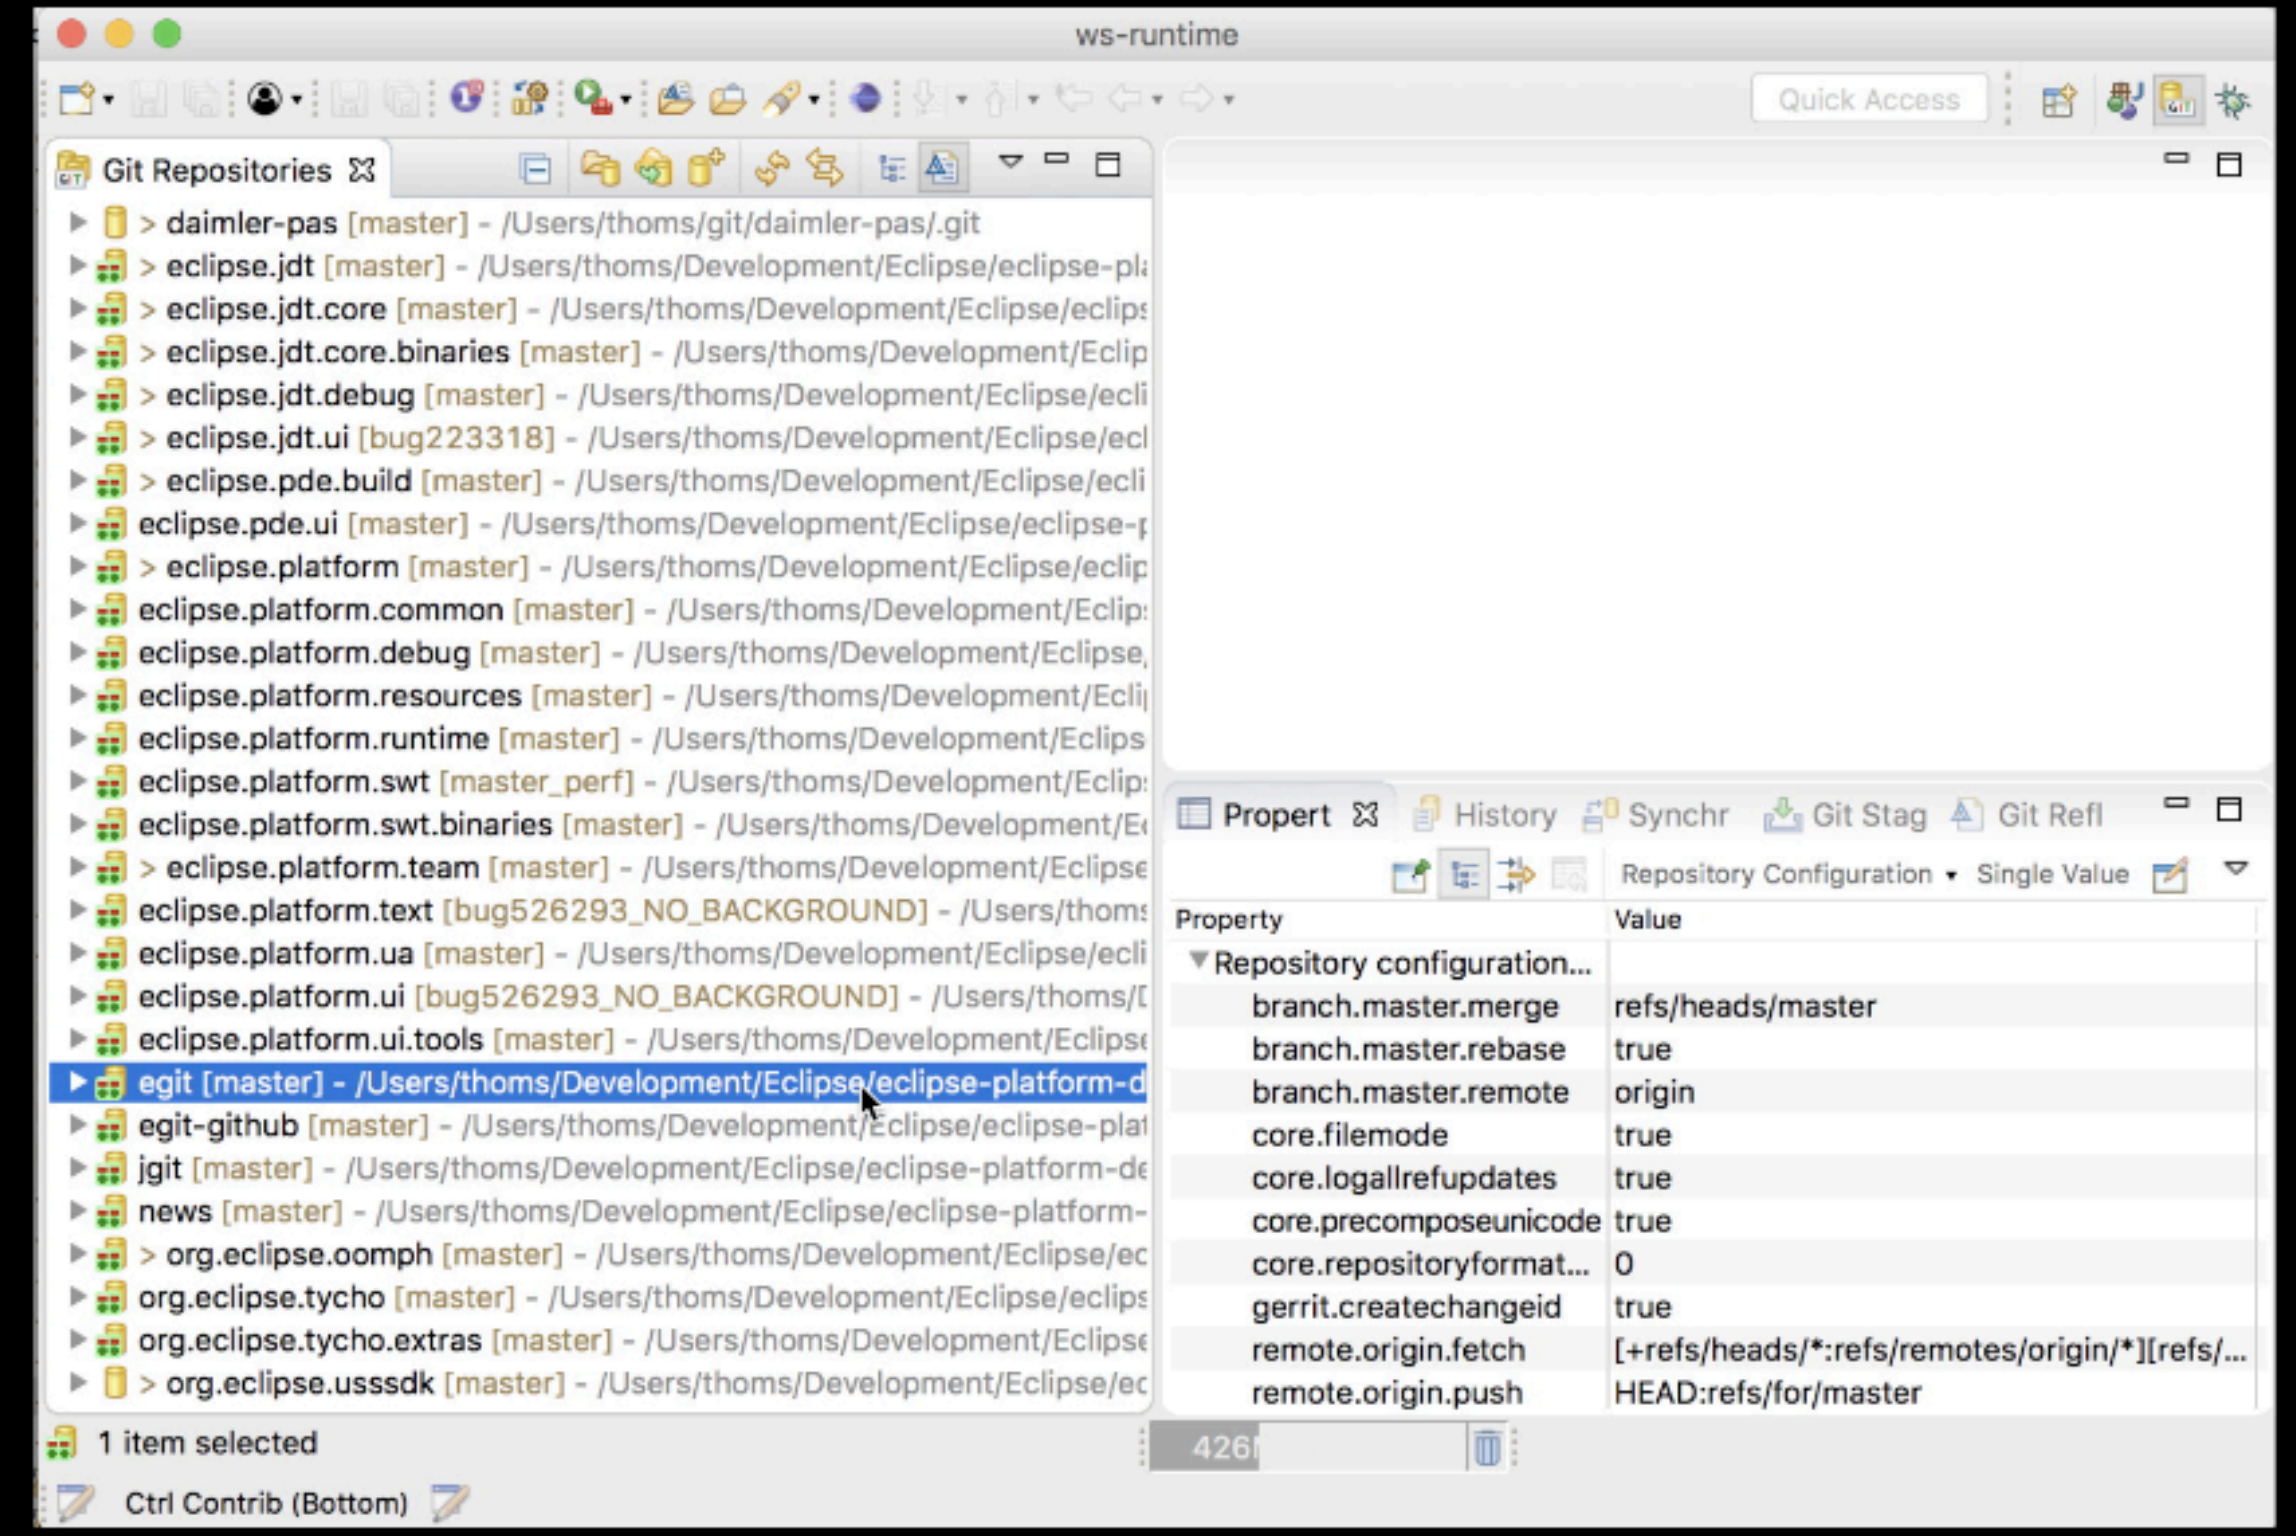 ws-runtime
Quick Access
Git Repositories
> daimler-pas [master] - /Users/thoms/git/daimler-pas/.git
> eclipse.jdt [master] - /Users/thoms/Development/Eclipse/eclipse-pla
> eclipse.jdt.core [master] - /Users/thoms/Development/Eclipse/eclips
> eclipse.jdt.core.binaries [master] - /Users/thoms/Development/Eclip
> eclipse.jdt.debug [master] - /Users/thoms/Development/Eclipse/ecli
> eclipse.jdt.ui [bug223318] - /Users/thoms/Development/Eclipse/ecl
> eclipse.pde.build [master] - /Users/thoms/Development/Eclipse/ecli
eclipse.pde.ui [master] - /Users/thoms/Development/Eclipse/eclipse-p
> eclipse.platform [master] - /Users/thoms/Development/Eclipse/eclip
eclipse.platform.common [master] - /Users/thoms/Development/Eclips
eclipse.platform.debug [master] - /Users/thoms/Development/Eclipse/
eclipse.platform.resources [master] - /Users/thoms/Development/Eclip
eclipse.platform.runtime [master] - /Users/thoms/Development/Eclips
eclipse.platform.swt [master_perf] - /Users/thoms/Development/Eclips
eclipse.platform.swt.binaries [master] - /Users/thoms/Development/Ec
> eclipse.platform.team [master] - /Users/thoms/Development/Eclipse
eclipse.platform.text [bug526293_NO_BACKGROUND] - /Users/thoms
eclipse.platform.ua [master] - /Users/thoms/Development/Eclipse/ecli
eclipse.platform.ui [bug526293_NO_BACKGROUND] - /Users/thoms/D
eclipse.platform.ui.tools [master] - /Users/thoms/Development/Eclipse
egit [master] - /Users/thoms/Development/Eclipse/eclipse-platform-d
egit-github [master] - /Users/thoms/Development/Eclipse/eclipse-plat
jgit [master] - /Users/thoms/Development/Eclipse/eclipse-platform-de
news [master] - /Users/thoms/Development/Eclipse/eclipse-platform-
> org.eclipse.oomph [master] - /Users/thoms/Development/Eclipse/ec
org.eclipse.tycho [master] - /Users/thoms/Development/Eclipse/eclips
org.eclipse.tycho.extras [master] - /Users/thoms/Development/Eclipse
> org.eclipse.usssdk [master] - /Users/thoms/Development/Eclipse/ec
Propert History Synchr Git Stag Git Refl
Repository Configuration Single Value
Property Value
Repository configuration...
branch.master.merge refs/heads/master
branch.master.rebase true
branch.master.remote origin
core.filemode true
core.logallrefupdates true
core.precomposeunicode true
core.repositoryformat... 0
gerrit.createchangeid true
remote.origin.fetch [+refs/heads/*:refs/remotes/origin/*][refs/...
remote.origin.push HEAD:refs/for/master
1 item selected
426M
Ctrl Contrib (Bottom)